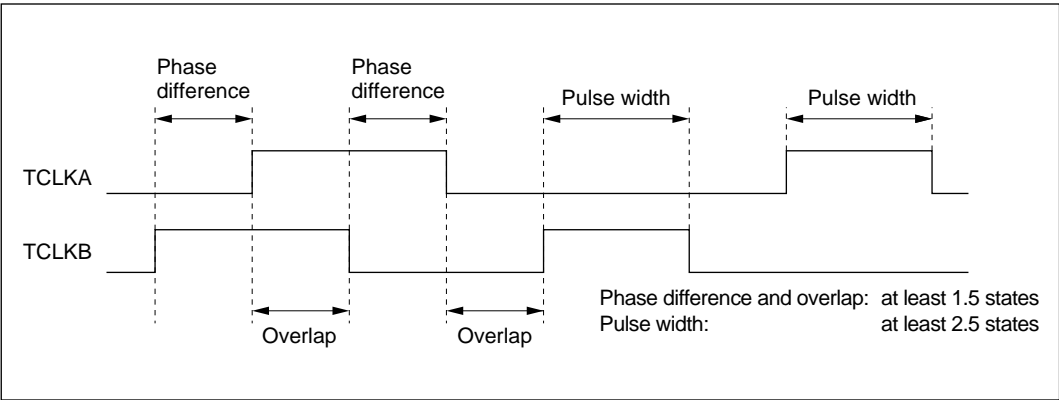 Phase
difference
Phase
difference
Pulse width
Pulse width
TCLKA
TCLKB
Overlap
Overlap
Phase difference and overlap: at least 1.5 states
Pulse width: at least 2.5 states